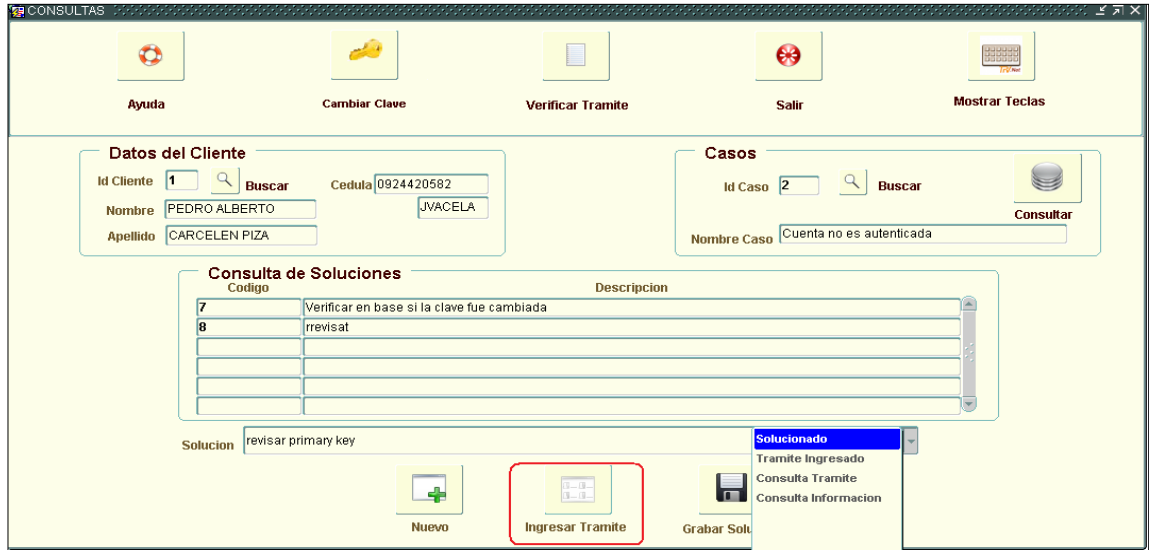 CONSULTAS
Ayuda
Cambiar Clave
Verificar Tramite
Salir
Mostrar Teclas
Datos del Cliente
Id Cliente 1 Buscar Cedula 0924420582
Nombre PEDRO ALBERTO JVACELA
Apellido CARCELEN PIZA
Casos
Id Caso 2 Buscar
Consultar
Nombre Caso Cuenta no es autenticada
Consulta de Soluciones
Codigo Descripcion
7 Verificar en base si la clave fue cambiada
8 rrevisat
Solucion revisar primary key
Solucionado
Tramite Ingresado
Consulta Tramite
Consulta Informacion
Nuevo
Ingresar Tramite
Grabar Solu